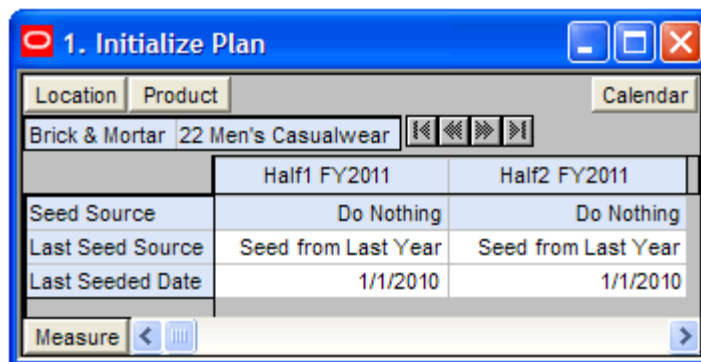 1. Initialize Plan
Location Product Calendar
Brick & Mortar 22 Men's Casualwear
Half1 FY2011 Half2 FY2011
Seed Source Do Nothing Do Nothing
Last Seed Source Seed from Last Year Seed from Last Year
Last Seeded Date 1/1/2010 1/1/2010
Measure